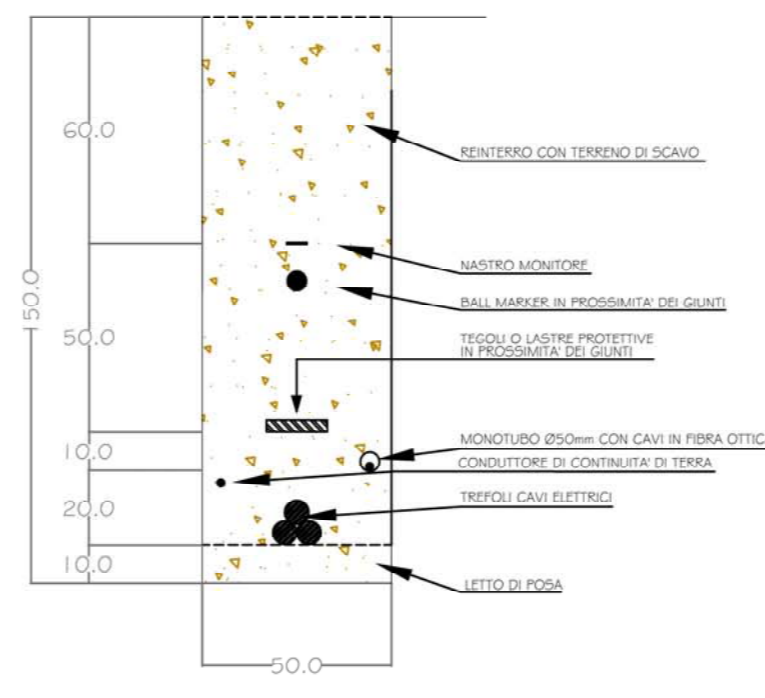 60.0
REINTERRO CON TERRENO DI SCAVO
NASTRO MONITORE
150.0
BALL MARKER IN PROSSIMITA' DEI GIUNTI
50.0
TEGOLI O LASTRE PROTETTIVE
IN PROSSIMITA' DEI GIUNTI
10.0
MONOTUBO Ø50mm CON CAVI IN FIBRA OTTIC
CONDUTTORE DI CONTINUITA' DI TERRA
20.0
TREFOLI CAVI ELETTRICI
10.0
LETTO DI POSA
50.0